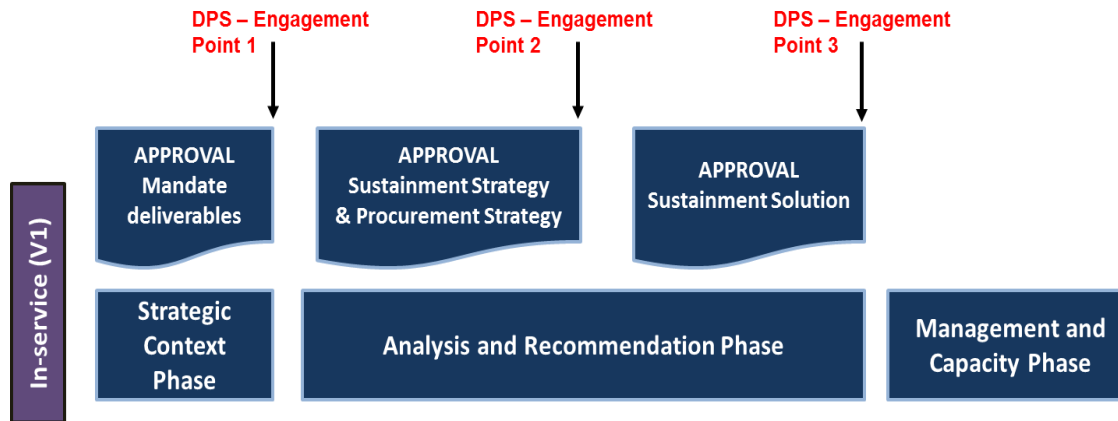 DPS – Engagement
Point 1
DPS – Engagement
Point 2
DPS – Engagement
Point 3
APPROVAL
Mandate
deliverables
APPROVAL
Sustainment Strategy
& Procurement Strategy
APPROVAL
Sustainment Solution
In-service (V1)
Strategic
Context
Phase
Analysis and Recommendation Phase
Management and
Capacity Phase